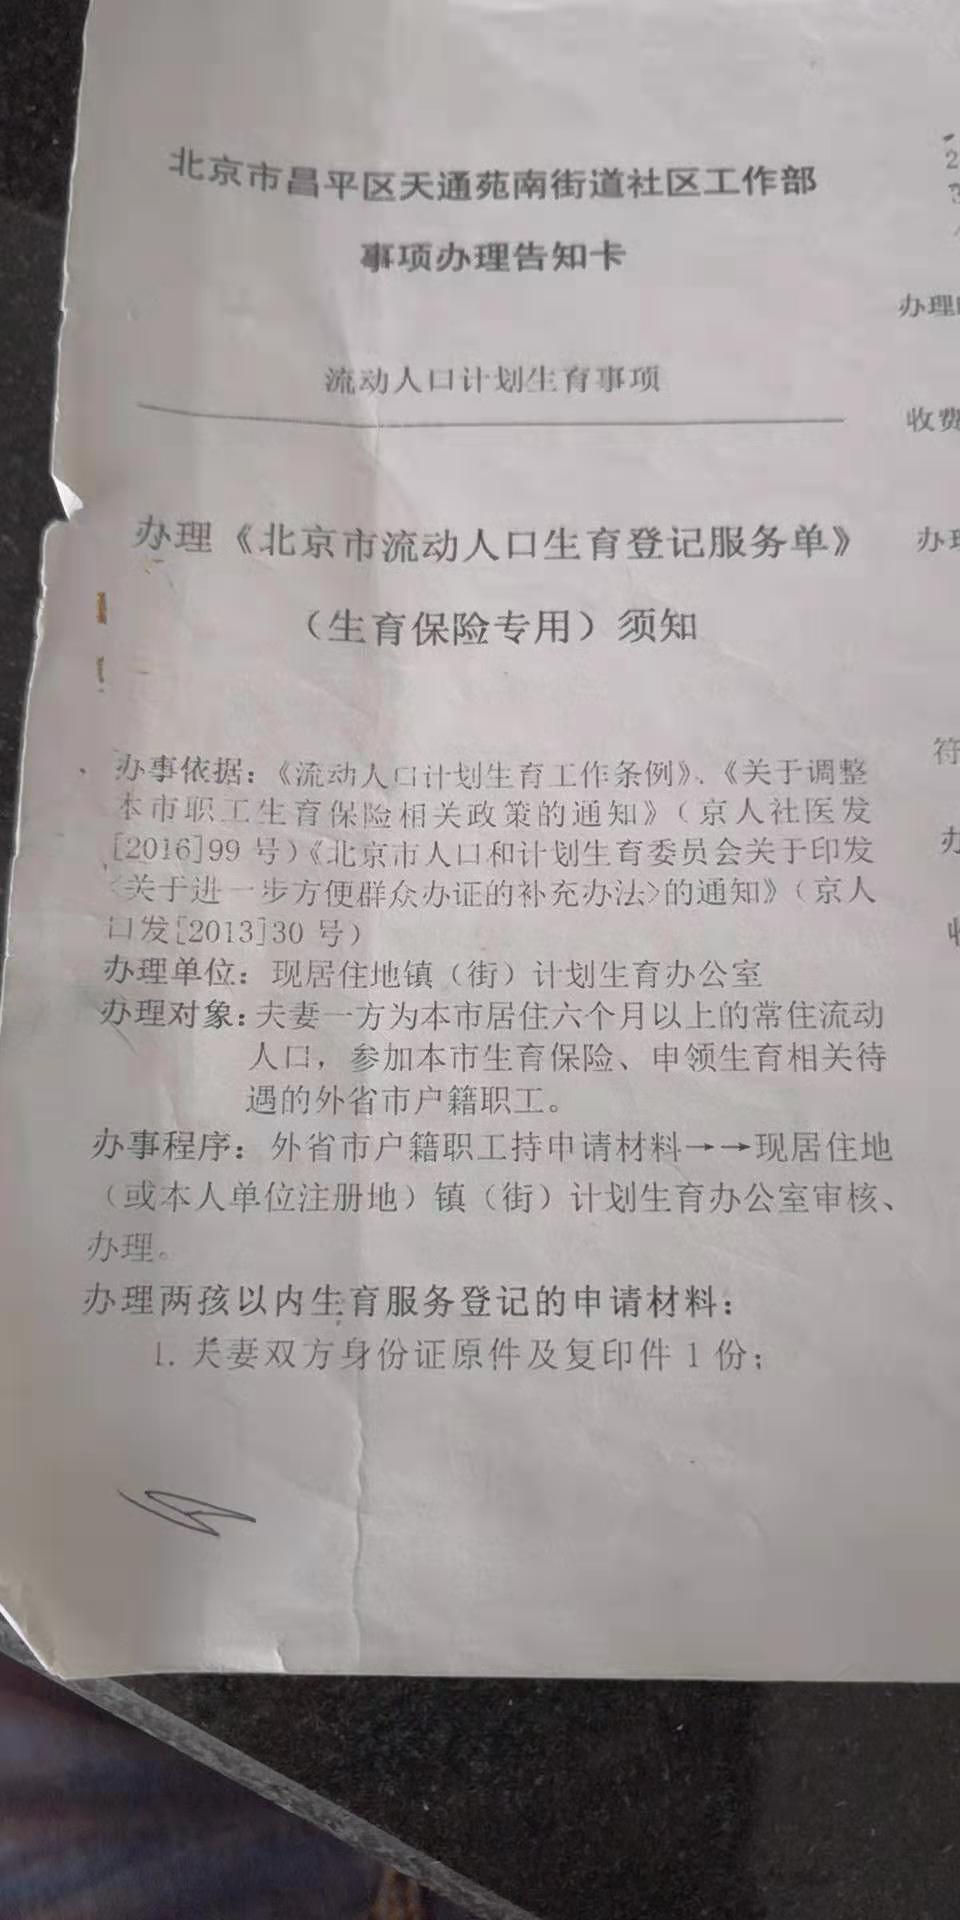 北京市昌平区天通苑南街道社区工作部
事项办理告知卡
流动人口计划生育事项
办理《北京市流动人口生育登记服务单》
（生育保险专用）须知
办事依据：《流动人口计划生育工作条例》、《关于调整
本市职工生育保险相关政策的通知》（京人社医发
[2016]99 号）《北京市人口和计划生育委员会关于印发
<关于进一步方便群众办证的补充办法>的通知》（京人
口发[2013]30 号）
办理单位：现居住地镇（街）计划生育办公室
办理对象：夫妻一方为本市居住六个月以上的常住流动
人口，参加本市生育保险、申领生育相关待
遇的外省市户籍职工。
办事程序：外省市户籍职工持申请材料→→现居住地
（或本人单位注册地）镇（街）计划生育办公室审核、
办理。
办理两孩以内生育服务登记的申请材料：
1. 夫妻双方身份证原件及复印件 1 份；
2
3
办理
收费
办理
符
办